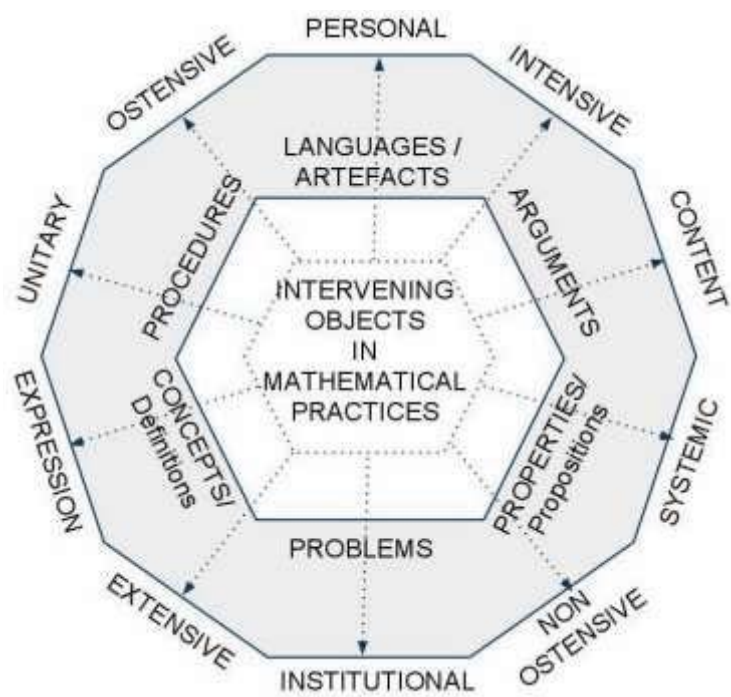 PERSONAL
OSTENSIVE
INTENSIVE
LANGUAGES /
ARTEFACTS
PROCEDURES
ARGUMENTS
UNITARY
CONTENT
INTERVENING
OBJECTS
IN
MATHEMATICAL
PRACTICES
EXPRESSION
CONCEPTS/
Definitions
PROPERTIES/
Propositions
SYSTEMIC
PROBLEMS
EXTENSIVE
NON
OSTENSIVE
INSTITUTIONAL